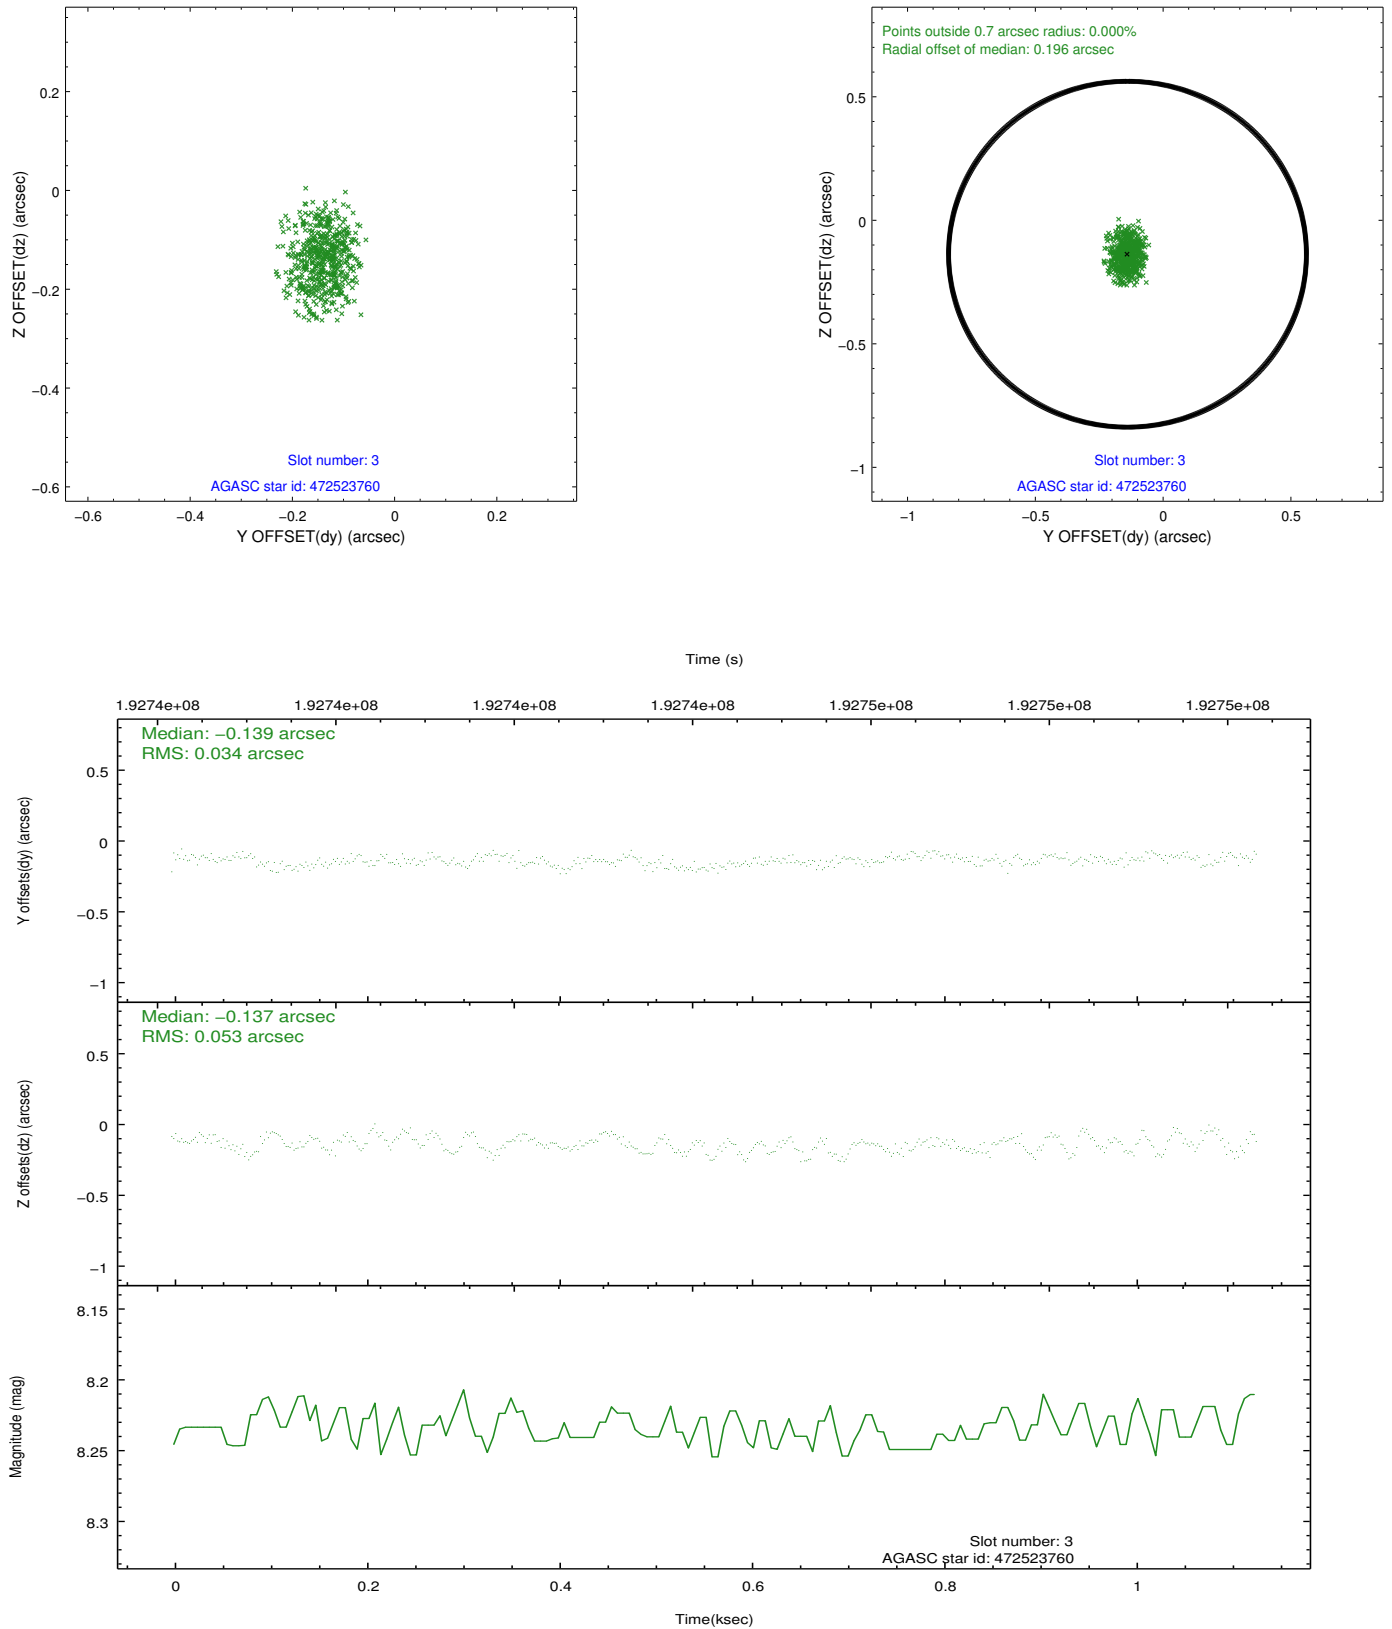 0.2
0
−0.2
−0.4
−0.6
Z OFFSET(dz) (arcsec)
Slot number: 3
AGASC star id: 472523760
−0.6
−0.4
−0.2
0
0.2
Y OFFSET(dy) (arcsec)
Points outside 0.7 arcsec radius: 0.000%
Radial offset of median: 0.196 arcsec
0.5
0
−0.5
−1
Z OFFSET(dz) (arcsec)
Slot number: 3
AGASC star id: 472523760
−1
−0.5
0
0.5
Y OFFSET(dy) (arcsec)
Time (s)
1.9274e+08
1.9274e+08
1.9274e+08
1.9274e+08
1.9275e+08
1.9275e+08
1.9275e+08
Median: −0.139 arcsec
RMS: 0.034 arcsec
0.5
0
−0.5
−1
Y offsets(dy) (arcsec)
Median: −0.137 arcsec
RMS: 0.053 arcsec
0.5
0
−0.5
−1
Z offsets(dz) (arcsec)
8.15
8.2
8.25
8.3
Magnitude (mag)
Slot number: 3
AGASC star id: 472523760
0
0.2
0.4
0.6
0.8
1
Time(ksec)